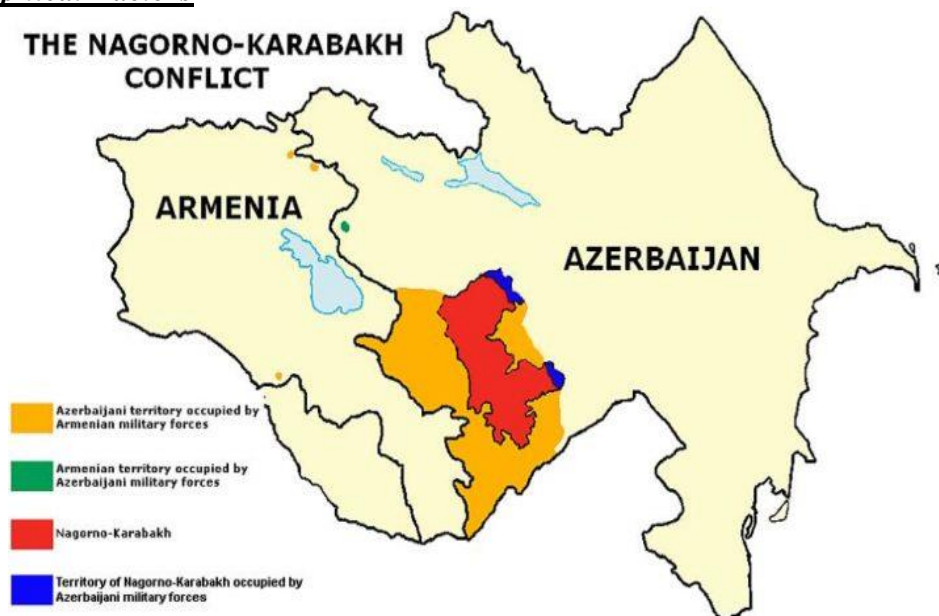 THE NAGORNO-KARABAKH
CONFLICT
ARMENIA
AZERBAIJAN
Azerbaijani territory occupied by
Armenian military forces
Armenian territory occupied by
Azerbaijani military forces
Nagorno-Karabakh
Territory of Nagorno-Karabakh occupied by
Azerbaijani military forces